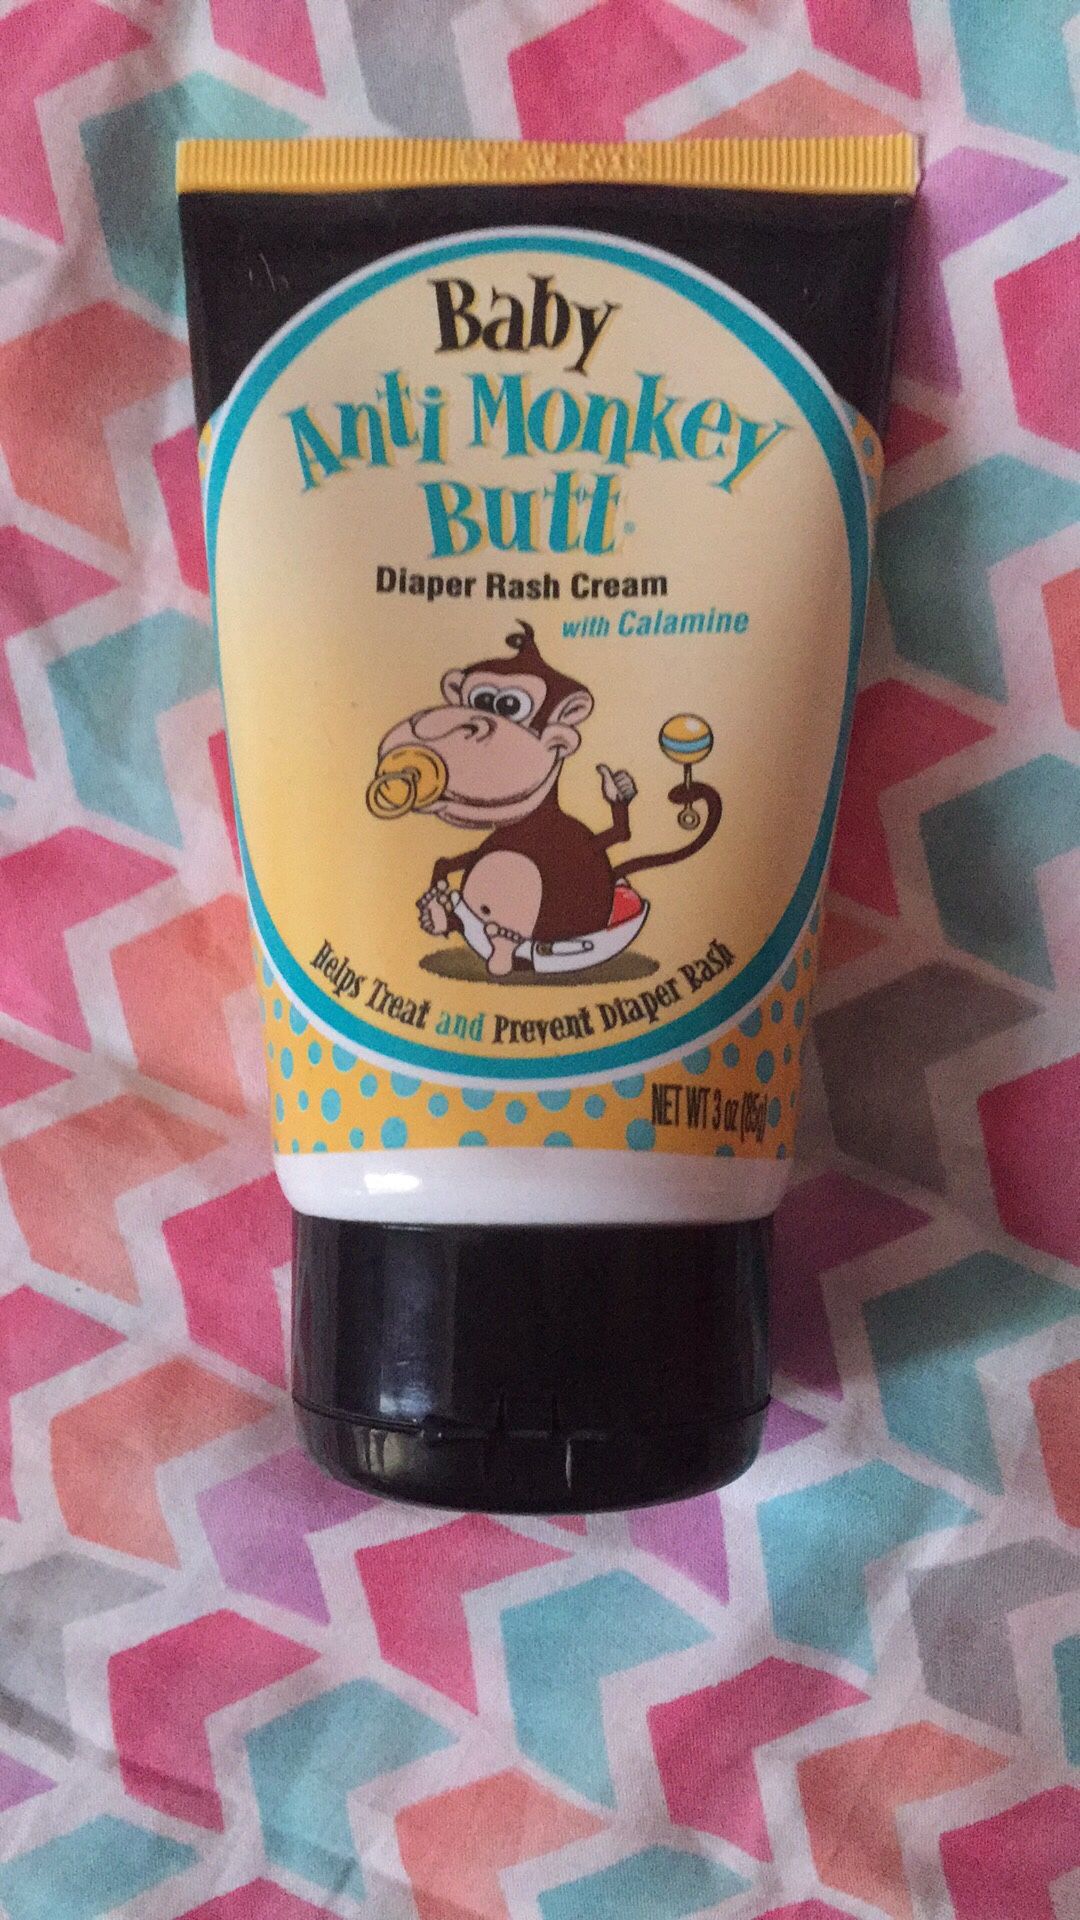 Baby
Anti Monkey
Butt
Diaper Rash Cream
with Calamine
Helps Treat and Prevent Diaper Rash
NET WT 3 oz (85g)